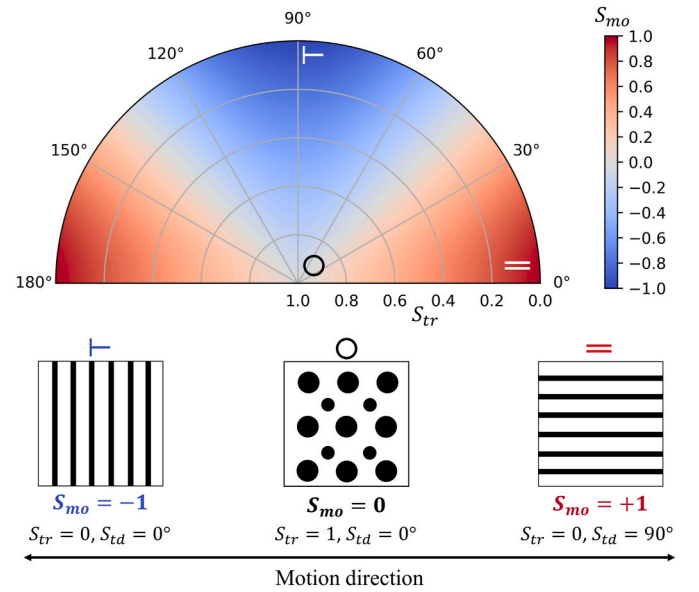 S_mo
90°
120°
60°
150°
30°
180°
0°
1.0 0.8 0.6 0.4 0.2 0.0
S_tr
1.0
0.8
0.6
0.4
0.2
0.0
−0.2
−0.4
−0.6
−0.8
−1.0
S_mo = −1
S_tr = 0, S_td = 0°
S_mo = 0
S_tr = 1, S_td = 0°
S_mo = +1
S_tr = 0, S_td = 90°
Motion direction